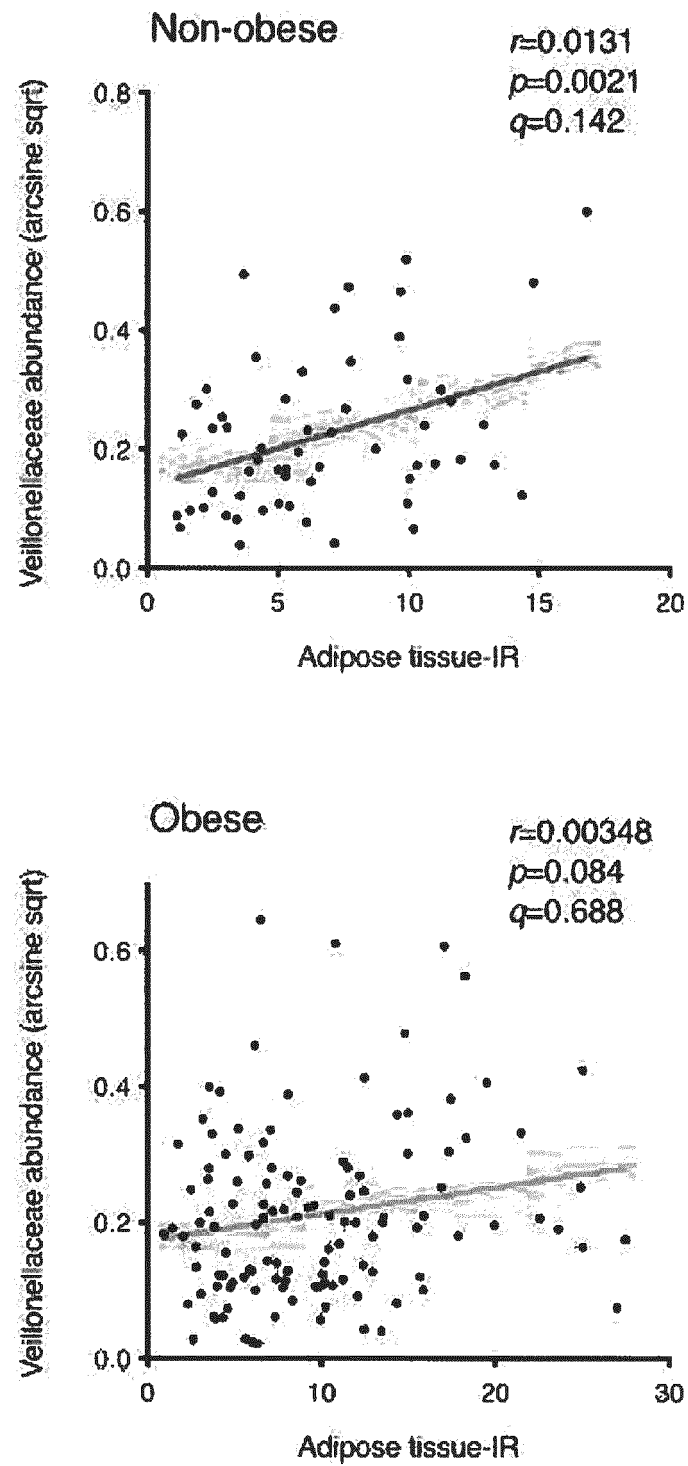 Non-obese
r=0.0131
p=0.0021
q=0.142
Veillonellaceae abundance (arcsine sqrt)
0.8
0.6
0.4
0.2
0.0
0 5 10 15 20
Adipose tissue-IR
Obese
r=0.00348
p=0.084
q=0.688
Veillonellaceae abundance (arcsine sqrt)
0.6
0.4
0.2
0.0
0 10 20 30
Adipose tissue-IR